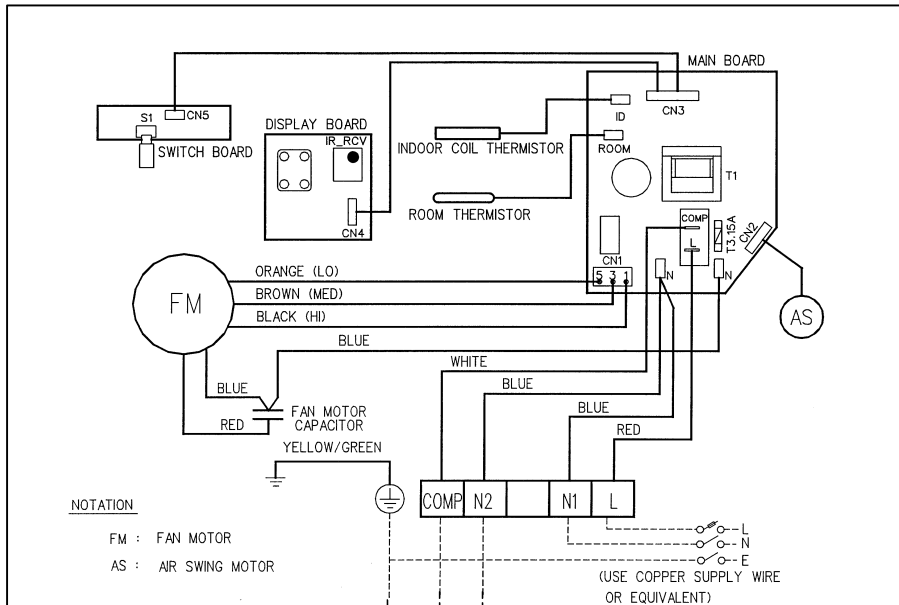 MAIN BOARD
CN5
S1
SWITCH BOARD
DISPLAY BOARD
IR_RCV
CN4
INDOOR COIL THERMISTOR
ROOM THERMISTOR
ID
ROOM
CN3
T1
COMP
L
T3.15A
CN2
CN1
5 3 1
N
N
AS
FM
ORANGE (LO)
BROWN (MED)
BLACK (HI)
BLUE
WHITE
BLUE
BLUE
BLUE
RED
RED
FAN MOTOR
CAPACITOR
YELLOW/GREEN
COMP N2 N1 L
L
N
E
(USE COPPER SUPPLY WIRE
OR EQUIVALENT)
NOTATION
FM : FAN MOTOR
AS : AIR SWING MOTOR